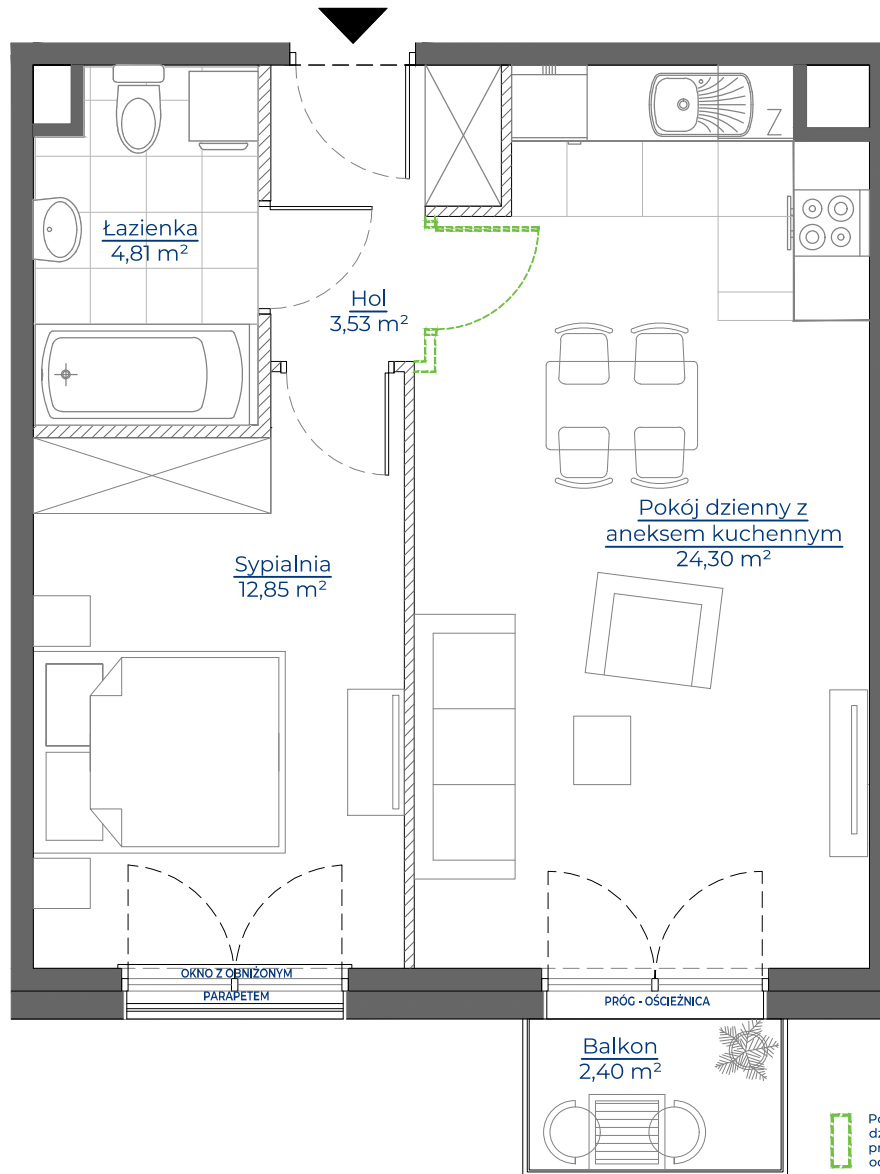 Łazienka
4,81 m²
Hol
3,53 m²
Z
Pokój dzienny z
aneksem kuchennym
24,30 m²
Sypialnia
12,85 m²
OKNO Z OBNIŻONYM
PARAPETEM
PRÓG - OŚCIEŻNICA
Balkon
2,40 m²